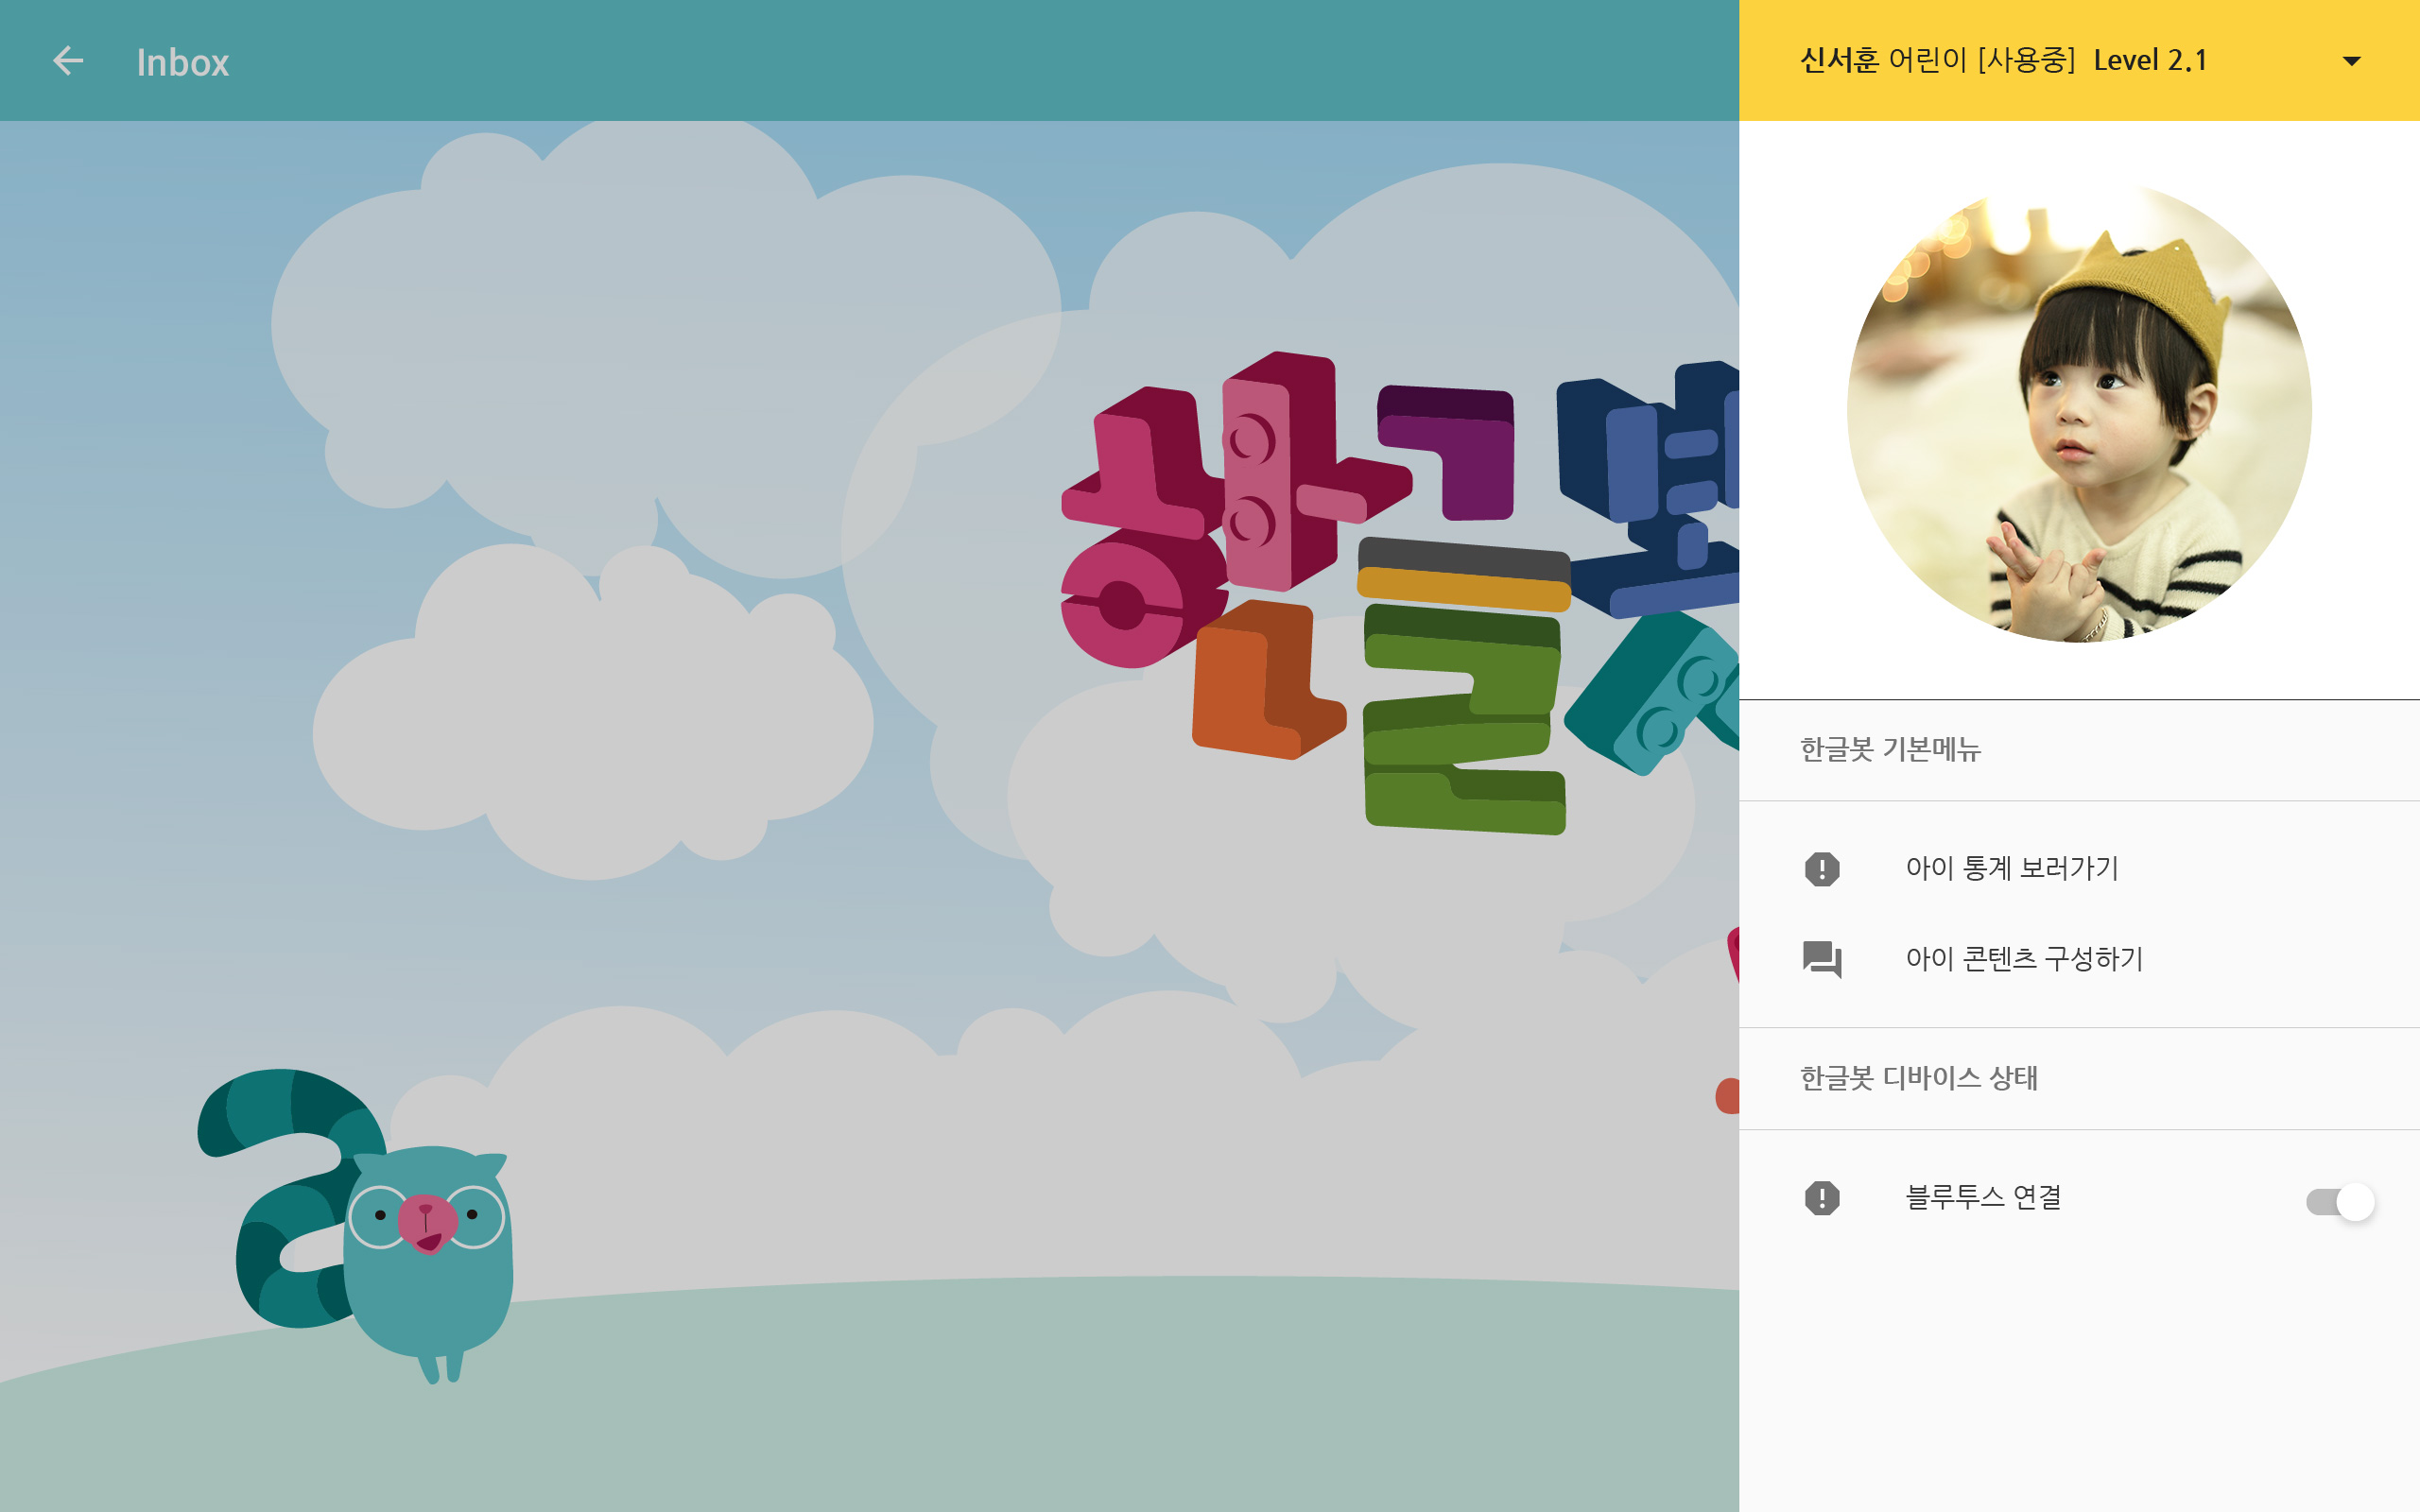 Inbox
신서훈 어린이 [사용중] Level 2.1
한글
한글봇 기본메뉴
아이 통계 보러가기
아이 콘텐츠 구성하기
한글봇 디바이스 상태
블루투스 연결